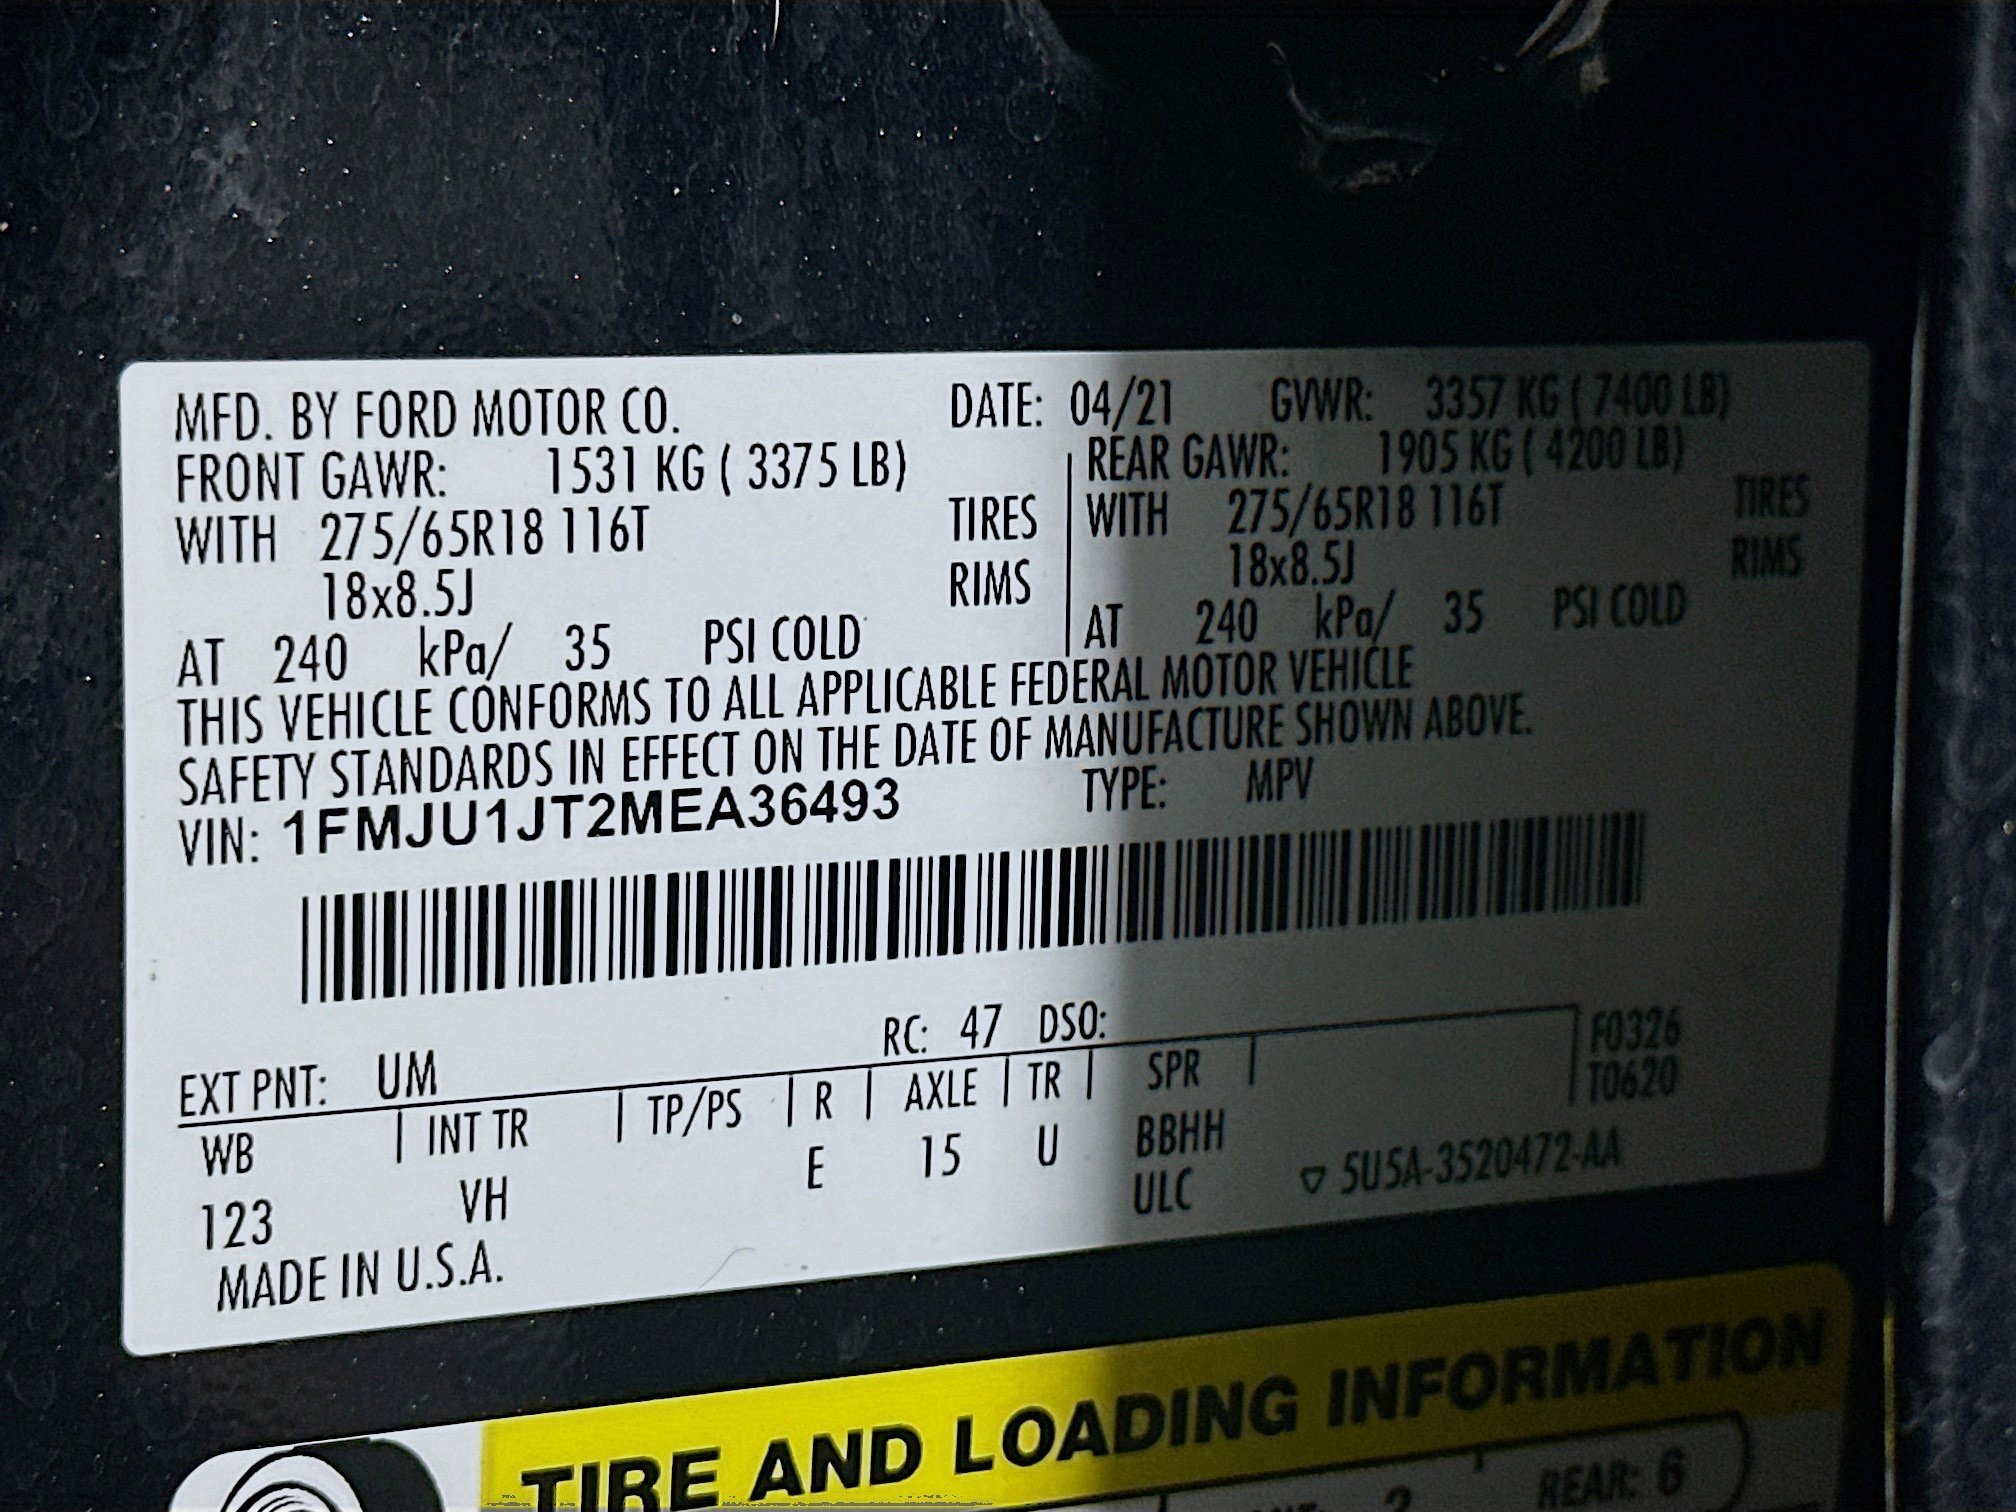 MFD. BY FORD MOTOR CO. DATE: 04/21 GVWR: 3357 KG ( 7400 LB)
FRONT GAWR: 1531 KG ( 3375 LB) REAR GAWR: 1905 KG ( 4200 LB)
WITH 275/65R18 116T TIRES WITH 275/65R18 116T TIRES
18x8.5J RIMS 18x8.5J RIMS
AT 240 kPa/ 35 PSI COLD AT 240 kPa/ 35 PSI COLD
THIS VEHICLE CONFORMS TO ALL APPLICABLE FEDERAL MOTOR VEHICLE
SAFETY STANDARDS IN EFFECT ON THE DATE OF MANUFACTURE SHOWN ABOVE.
VIN: 1FMJU1JT2MEA36493 TYPE: MPV
EXT PNT: UM RC: 47 DSO: F0326
WB INT TR TP/PS R AXLE TR SPR T0620
123 VH E 15 U BBHH
ULC ▽ 5U5A-3520472-AA
MADE IN U.S.A.
TIRE AND LOADING INFORMATION
REAR: 6